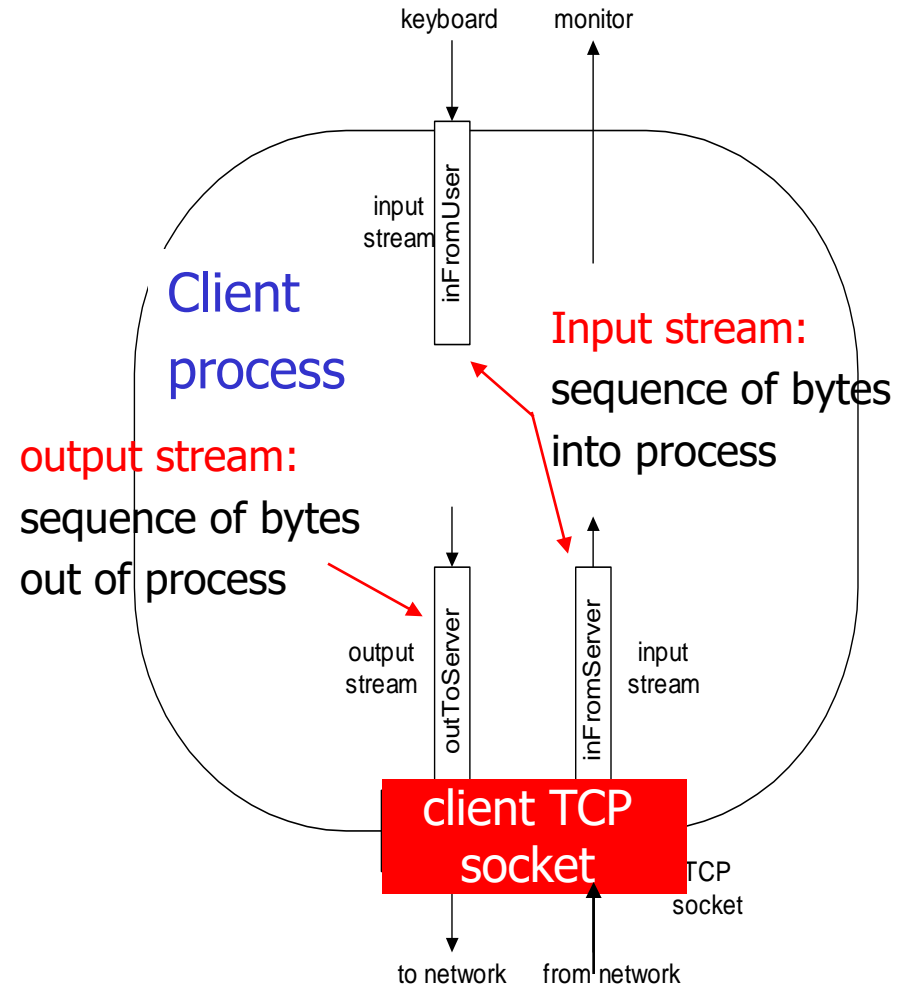 keyboard
monitor
input
stream
inFromUser
Client
process
Input stream:
sequence of bytes
into process
output stream:
sequence of bytes
out of process
output
stream
outToServer
inFromServer
input
stream
client TCP
socket
TCP
socket
to network
from network